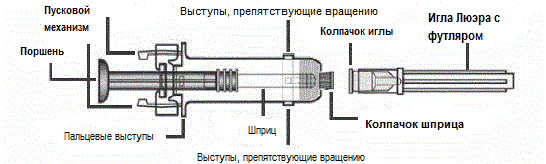 Пусковой
механизм
Выступы, препятствующие вращению
Колпачок иглы
Игла Люэра с
футляром
Поршень
Пальцевые выступы
Шприц
Колпачок шприца
Выступы, препятствующие вращению